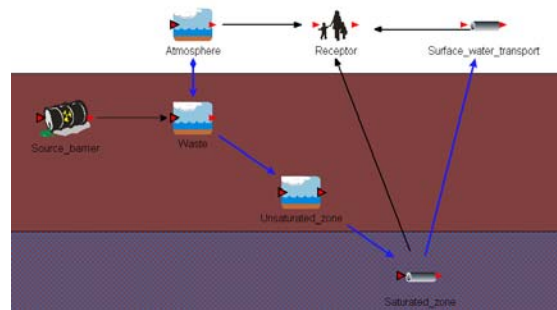 Atmosphere
Receptor
Surface_water_transport
Source_barrier
Waste
Unsaturated_zone
Saturated_zone